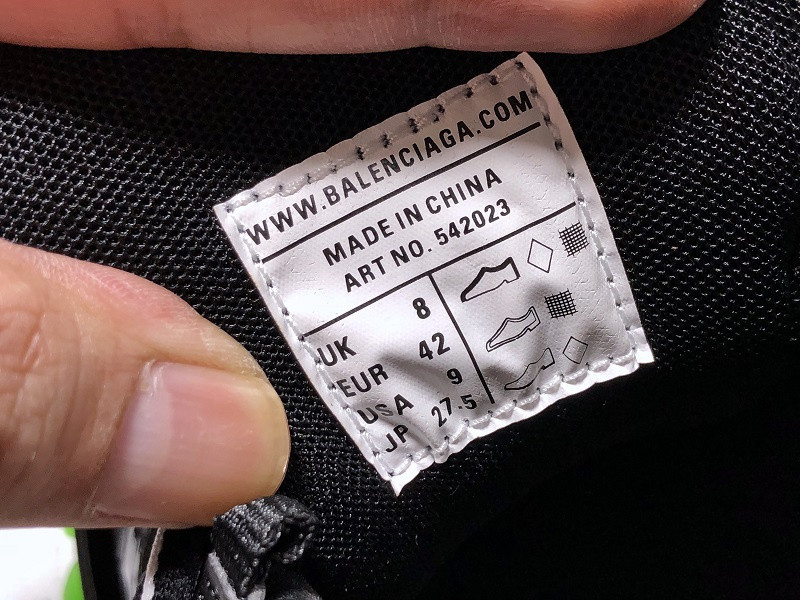 WWW.BALENCIAGA.COM
MADE IN CHINA
ART NO. 542023
UK 8
EUR 42
USA 9
JP 27.5